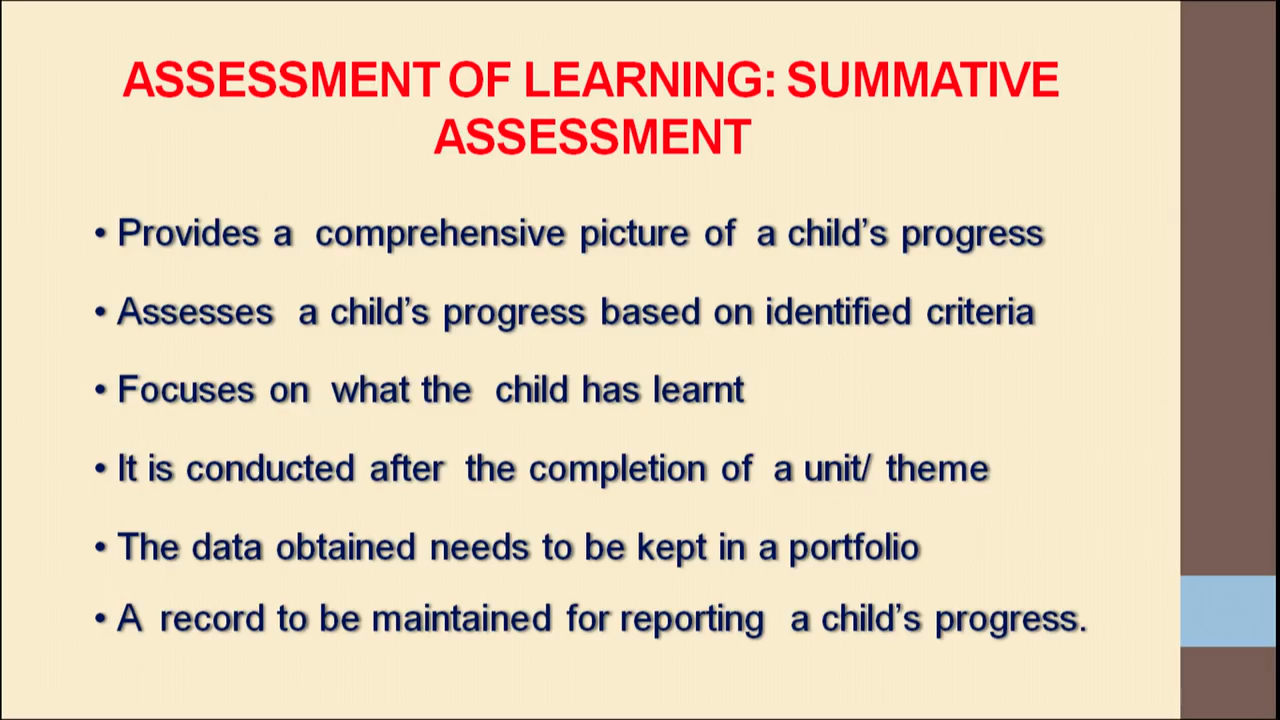 ASSESSMENT OF LEARNING: SUMMATIVE
ASSESSMENT
• Provides a comprehensive picture of a child’s progress
• Assesses a child’s progress based on identified criteria
• Focuses on what the child has learnt
• It is conducted after the completion of a unit/ theme
• The data obtained needs to be kept in a portfolio
• A record to be maintained for reporting a child’s progress.